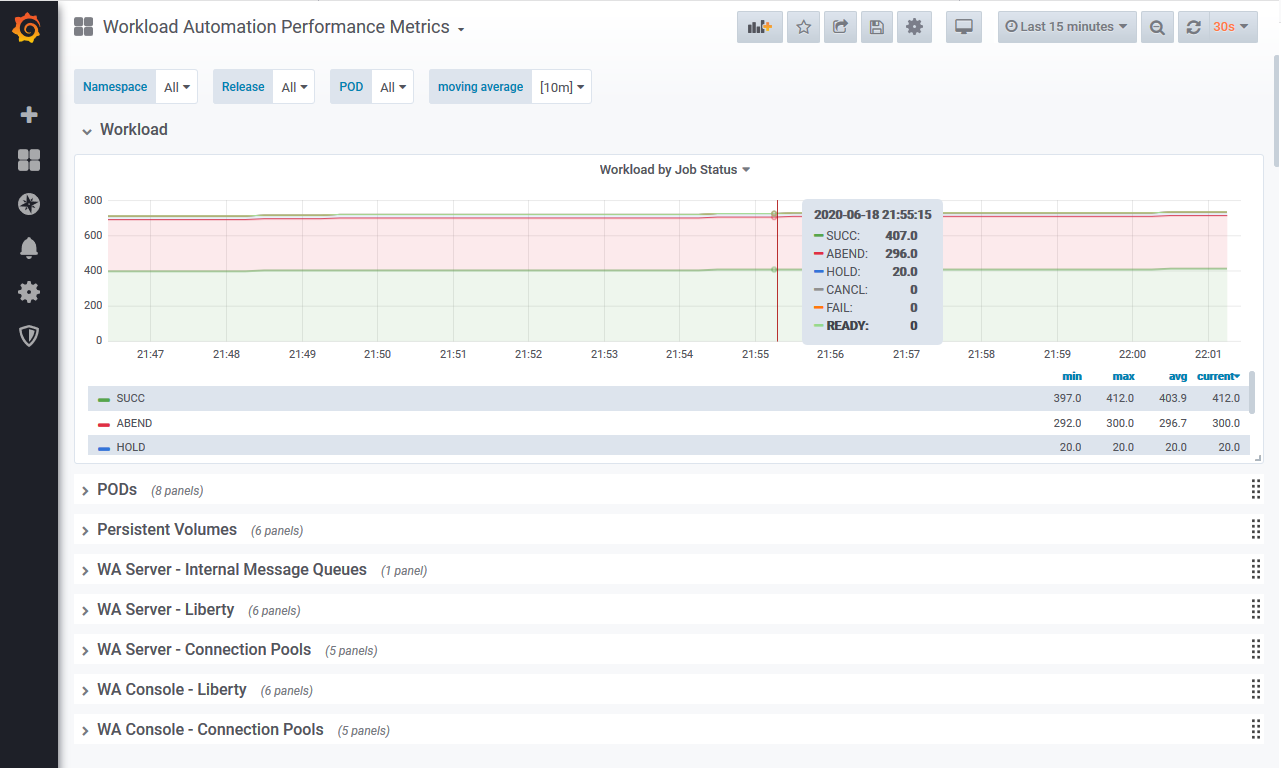 Workload Automation Performance Metrics
Last 15 minutes
30s
Namespace All
Release All
POD All
moving average [10m]
Workload
Workload by Job Status
800
600
400
200
0
2020-06-18 21:55:15
SUCC: 407.0
ABEND: 296.0
HOLD: 20.0
CANCL: 0
FAIL: 0
READY: 0
21:47 21:48 21:49 21:50 21:51 21:52 21:53 21:54 21:55 21:56 21:57 21:58 21:59 22:00 22:01
min max avg current
SUCC 397.0 412.0 403.9 412.0
ABEND 292.0 300.0 296.7 300.0
HOLD 20.0 20.0 20.0 20.0
PODs (8 panels)
Persistent Volumes (6 panels)
WA Server - Internal Message Queues (1 panel)
WA Server - Liberty (6 panels)
WA Server - Connection Pools (5 panels)
WA Console - Liberty (6 panels)
WA Console - Connection Pools (5 panels)